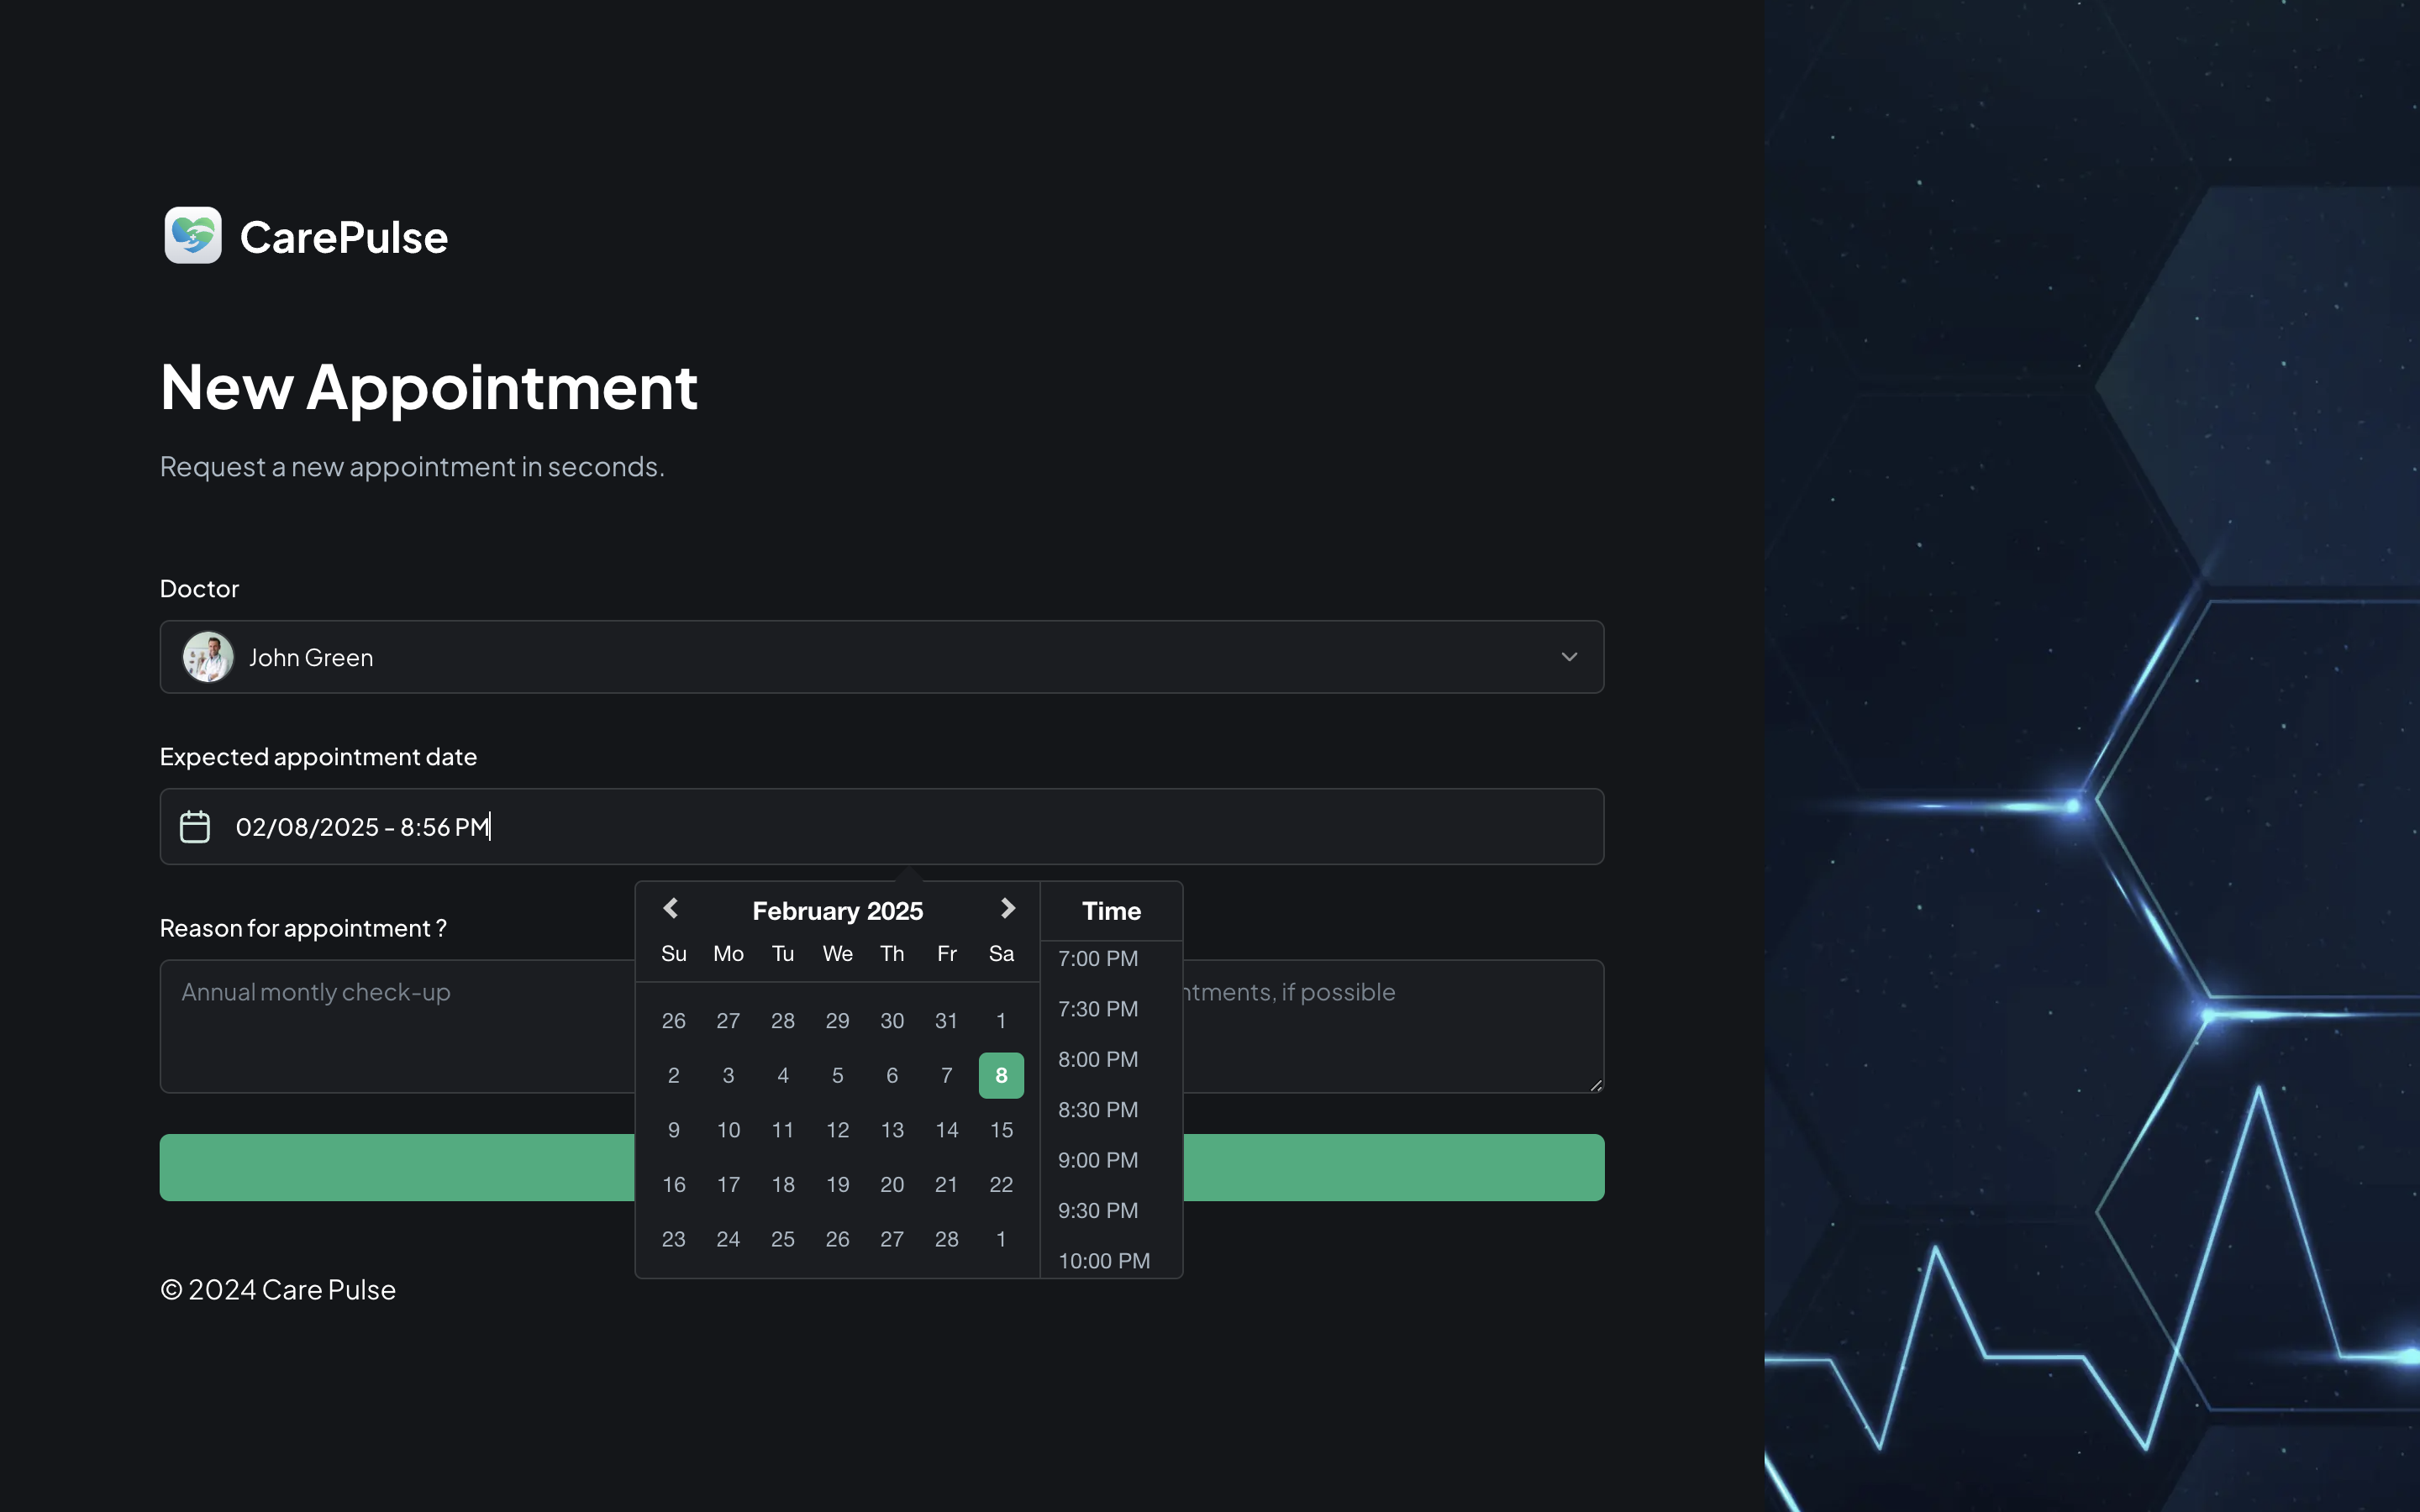 CarePulse
New Appointment
Request a new appointment in seconds.
Doctor
John Green
Expected appointment date
02/08/2025 - 8:56 PM
Reason for appointment ?
Annual montly check-up
if possible
February 2025
Su Mo Tu We Th Fr Sa
26 27 28 29 30 31 1
2 3 4 5 6 7 8
9 10 11 12 13 14 15
16 17 18 19 20 21 22
23 24 25 26 27 28 1
Time
7:00 PM
7:30 PM
8:00 PM
8:30 PM
9:00 PM
9:30 PM
10:00 PM
© 2024 Care Pulse